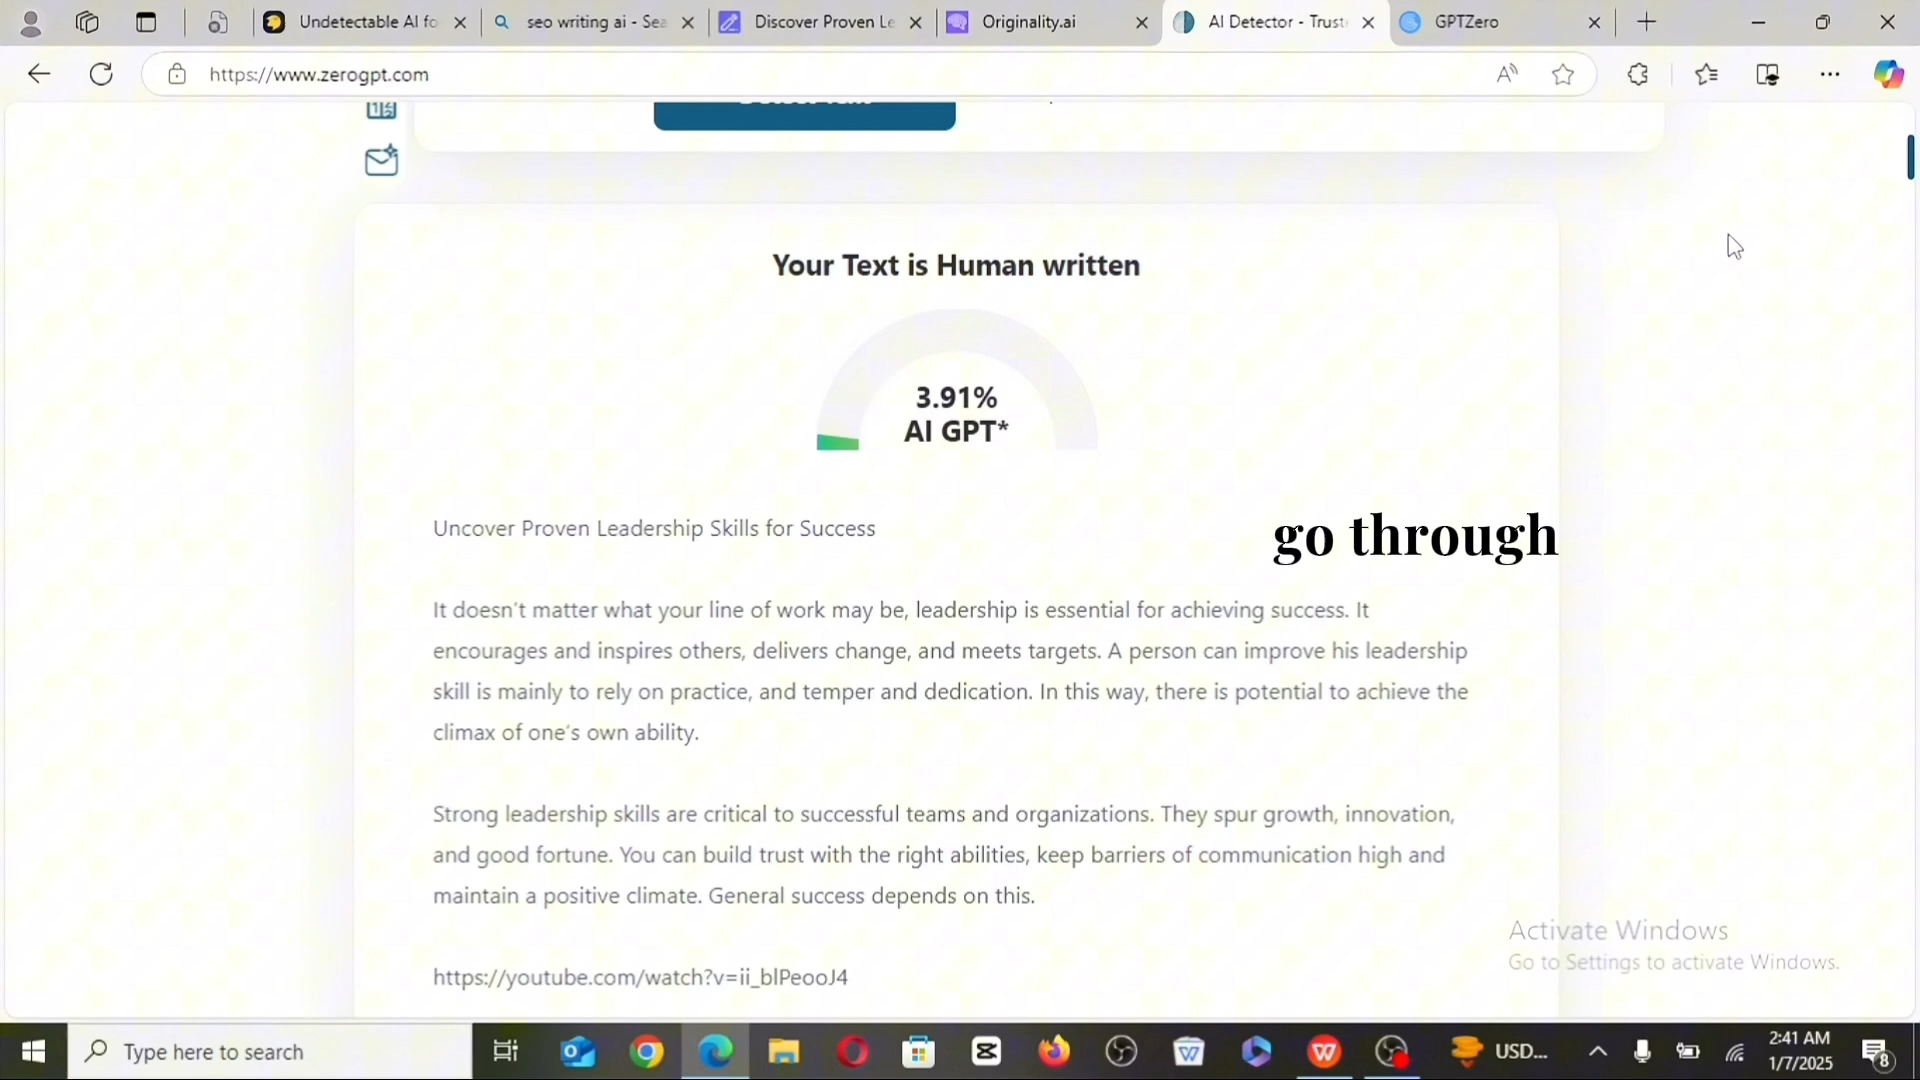 Undetectable AI fo
seo writing ai - Sea
Discover Proven Le
Originality.ai
AI Detector - Trust
GPTZero
https://www.zerogpt.com
Your Text is Human written
3.91%
AI GPT*
Uncover Proven Leadership Skills for Success
go through
It doesn't matter what your line of work may be, leadership is essential for achieving success. It
encourages and inspires others, delivers change, and meets targets. A person can improve his leadership
skill is mainly to rely on practice, and temper and dedication. In this way, there is potential to achieve the
climax of one's own ability.
Strong leadership skills are critical to successful teams and organizations. They spur growth, innovation,
and good fortune. You can build trust with the right abilities, keep barriers of communication high and
maintain a positive climate. General success depends on this.
Activate Windows
Go to Settings to activate Windows.
https://youtube.com/watch?v=ii_blPeooJ4
Type here to search
USD...
2:41 AM
1/7/2025
8